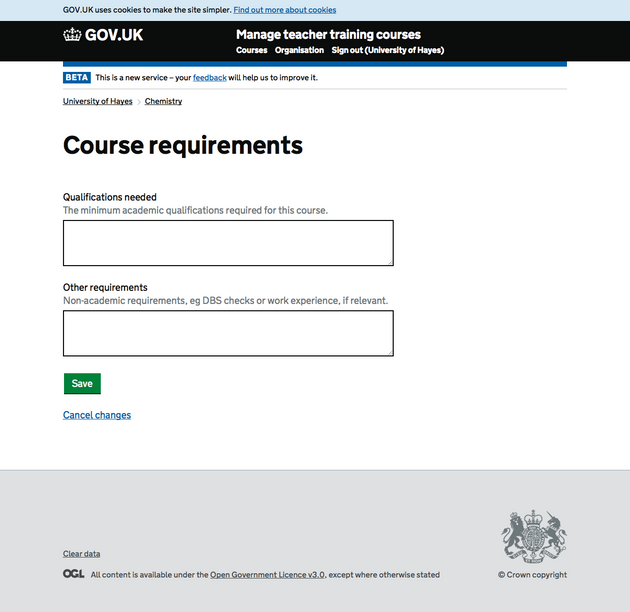 GOV.UK uses cookies to make the site simpler. Find out more about cookies
GOV.UK
Manage teacher training courses
Courses Organisation Sign out (University of Hayes)
BETA This is a new service – your feedback will help us to improve it.
University of Hayes > Chemistry
Course requirements
Qualifications needed
The minimum academic qualifications required for this course.
Other requirements
Non-academic requirements, eg DBS checks or work experience, if relevant.
Save
Cancel changes
Clear data
OGL All content is available under the Open Government Licence v3.0, except where otherwise stated
© Crown copyright